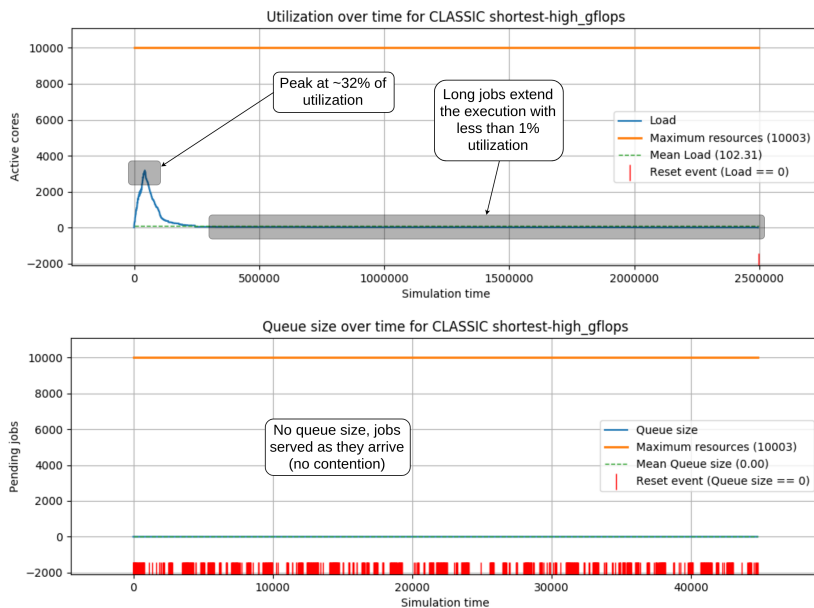 Utilization over time for CLASSIC shortest-high_gflops
10000
8000
6000
4000
2000
0
−2000
Active cores
Peak at ~32% of
utilization
Long jobs extend
the execution with
less than 1%
utilization
Load
Maximum resources (10003)
Mean Load (102.31)
Reset event (Load == 0)
0
500000
1000000
1500000
2000000
2500000
Simulation time
Queue size over time for CLASSIC shortest-high_gflops
10000
8000
6000
4000
2000
0
−2000
Pending jobs
No queue size, jobs
served as they arrive
(no contention)
Queue size
Maximum resources (10003)
Mean Queue size (0.00)
Reset event (Queue size == 0)
0
10000
20000
30000
40000
Simulation time